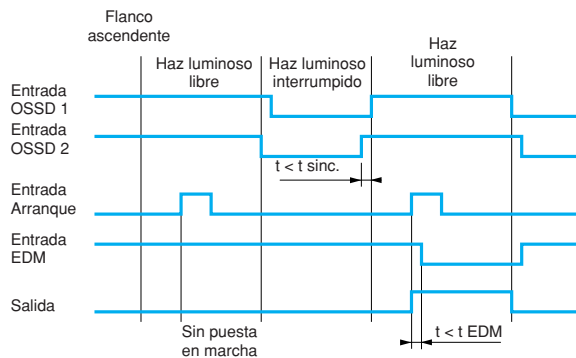 Flanco
ascendente
Haz luminoso
libre
Haz luminoso
interrumpido
Haz
luminoso
libre
Entrada
OSSD 1
Entrada
OSSD 2
t < t sinc.
Entrada
Arranque
Entrada
EDM
Salida
Sin puesta
en marcha
t < t EDM